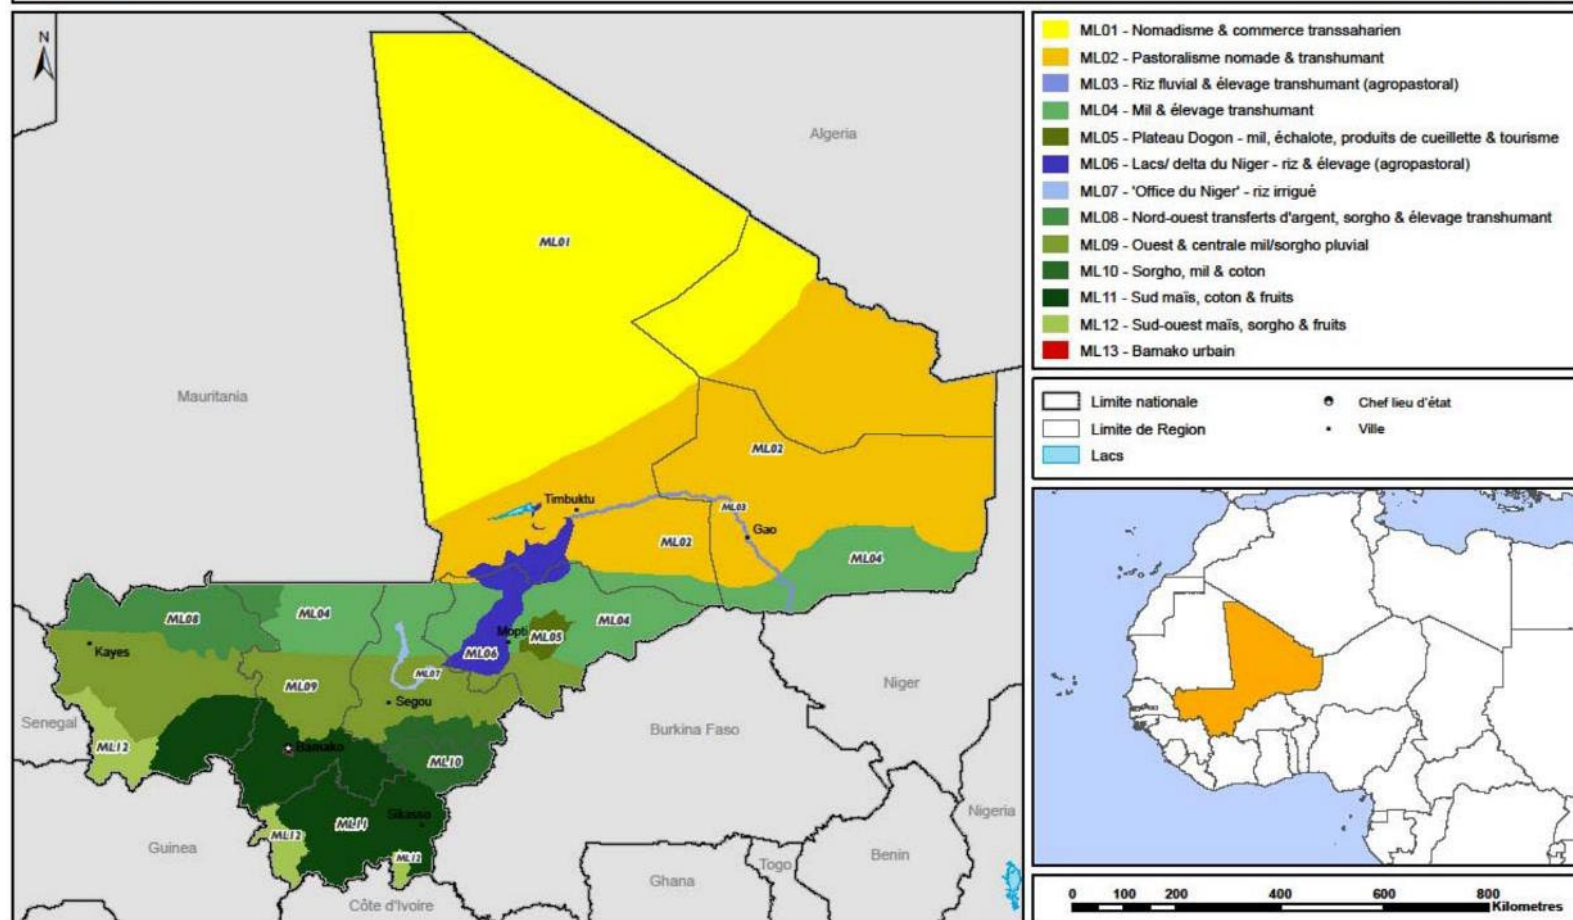 N
Algeria
ML01
Mauritania
ML02
Timbuktu
ML03
Gao
ML02
ML04
ML08
ML04
ML04
Mopti
ML05
Kayes
ML06
ML07
ML09
Segou
Niger
Senegal
Burkina Faso
ML12
Bamako
ML10
Nigeria
Sikasso
ML11
ML12
Guinea
ML12
Benin
Togo
Ghana
Côte d'Ivoire
ML01 - Nomadisme & commerce transsaharien
ML02 - Pastoralisme nomade & transhumant
ML03 - Riz fluvial & élevage transhumant (agropastoral)
ML04 - Mil & élevage transhumant
ML05 - Plateau Dogon - mil, échalote, produits de cueillette & tourisme
ML06 - Lacs/ delta du Niger - riz & élevage (agropastoral)
ML07 - 'Office du Niger' - riz irrigué
ML08 - Nord-ouest transferts d'argent, sorgho & élevage transhumant
ML09 - Ouest & centrale mil/sorgho pluvial
ML10 - Sorgho, mil & coton
ML11 - Sud maïs, coton & fruits
ML12 - Sud-ouest maïs, sorgho & fruits
ML13 - Bamako urbain
Limite nationale
Limite de Region
Lacs
Chef lieu d'état
Ville
0 100 200 400 600 800
Kilometres